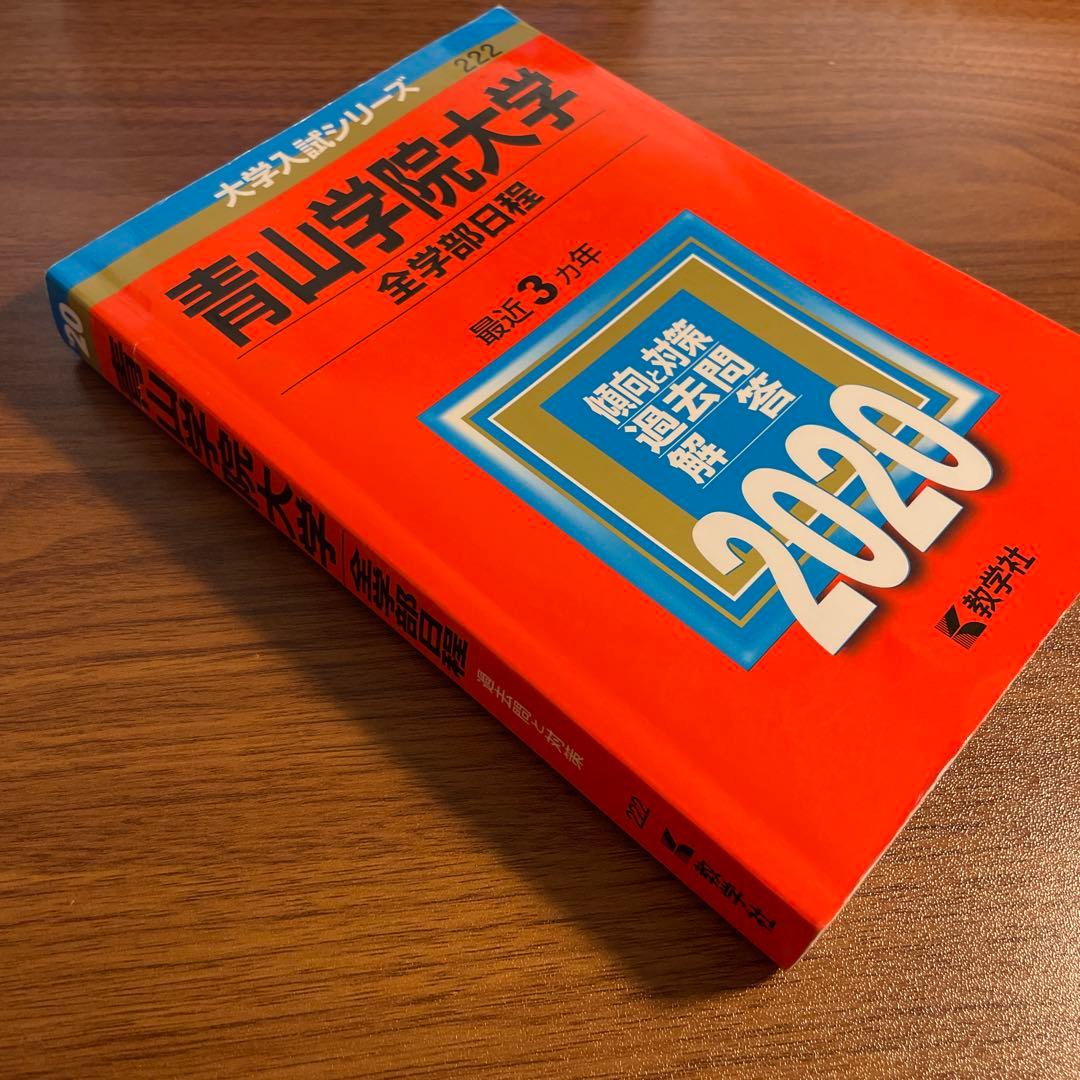 大学入試シリーズ
222
青山学院大学
全学部日程
最近3カ年
傾向と対策
過去問
解答
2020
教学社
20
青山学院大学
全学部日程
過去問と対策
222
教学社